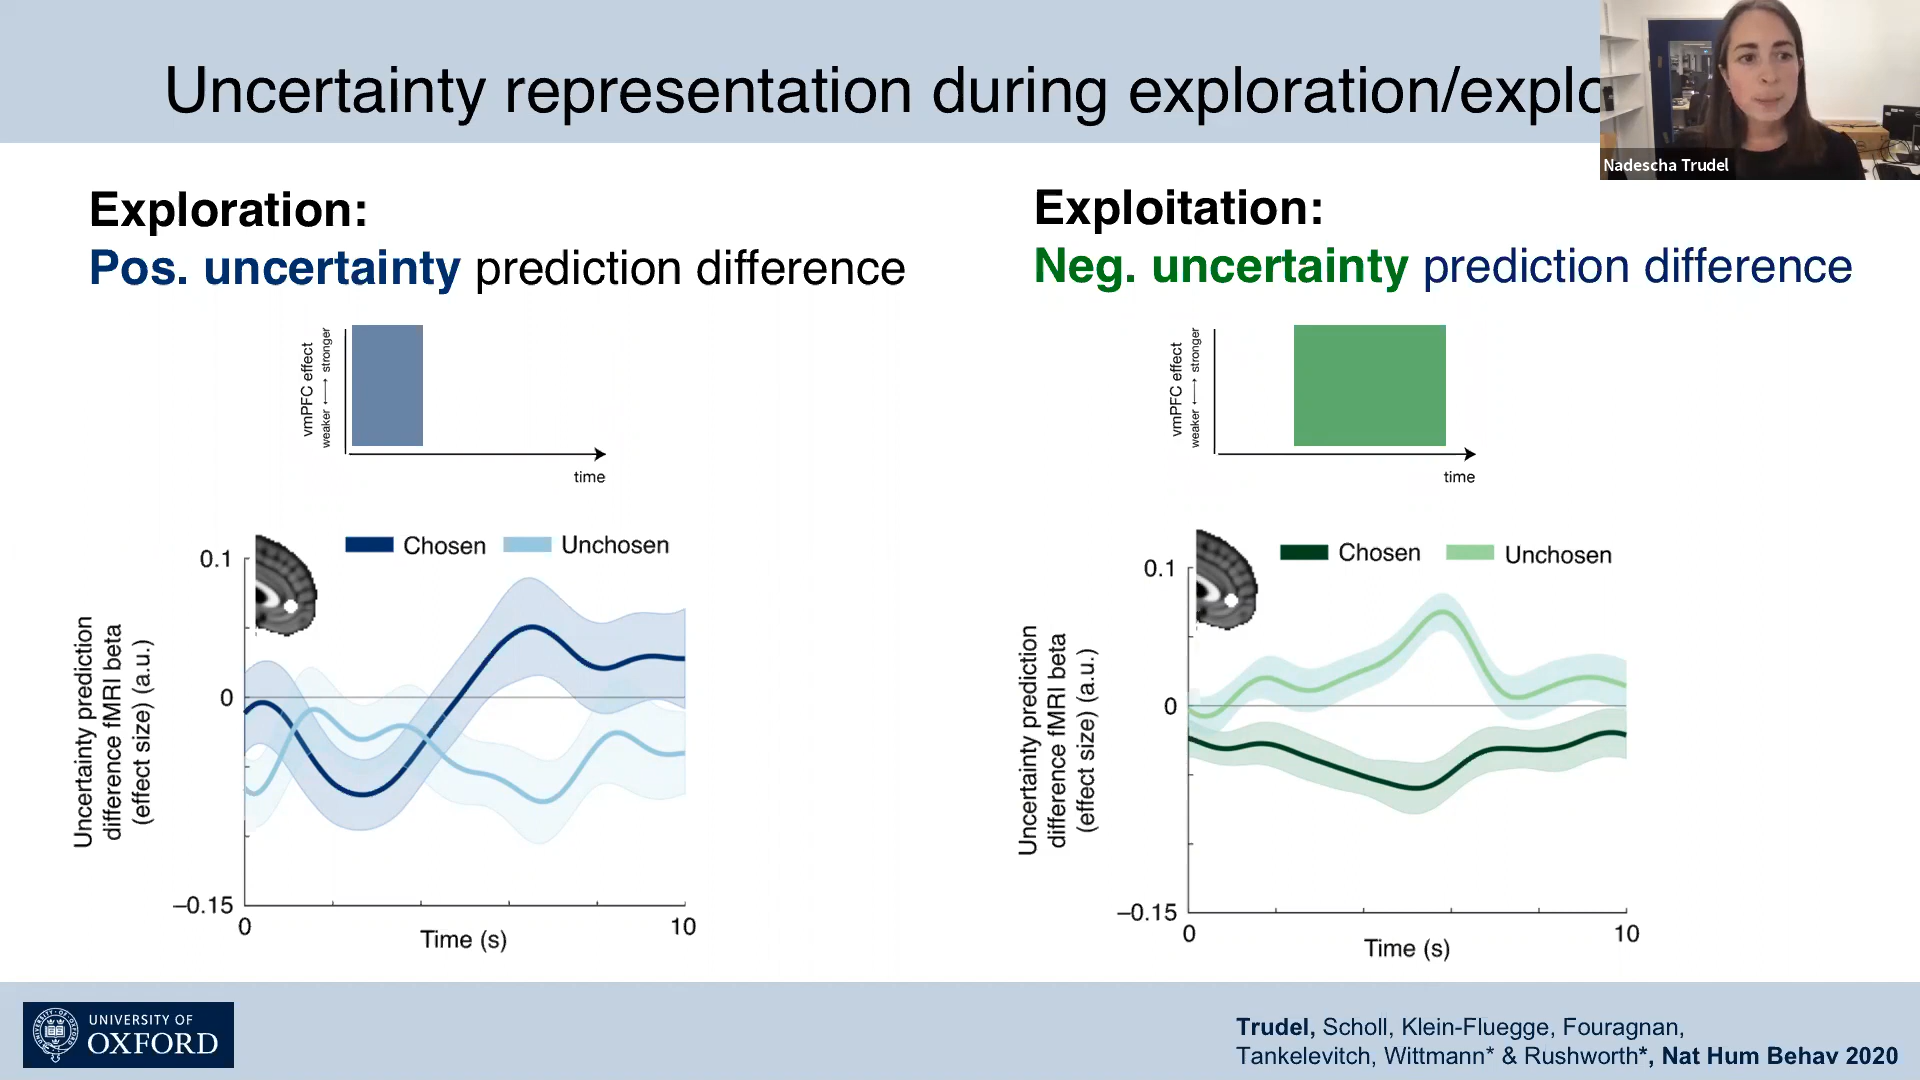 Uncertainty representation during exploration/explo
Nadescha Trudel
Exploration:
Pos. uncertainty prediction difference
Exploitation:
Neg. uncertainty prediction difference
vmPFC effect
weaker ⟷ stronger
time
vmPFC effect
weaker ⟷ stronger
time
Chosen Unchosen
0.1
0
–0.15
0
10
Time (s)
Uncertainty prediction
difference fMRI beta
(effect size) (a.u.)
Chosen Unchosen
0.1
0
–0.15
0
10
Time (s)
Uncertainty prediction
difference fMRI beta
(effect size) (a.u.)
UNIVERSITY OF
OXFORD
Trudel, Scholl, Klein-Fluegge, Fouragnan,
Tankelevitch, Wittmann* & Rushworth*, Nat Hum Behav 2020